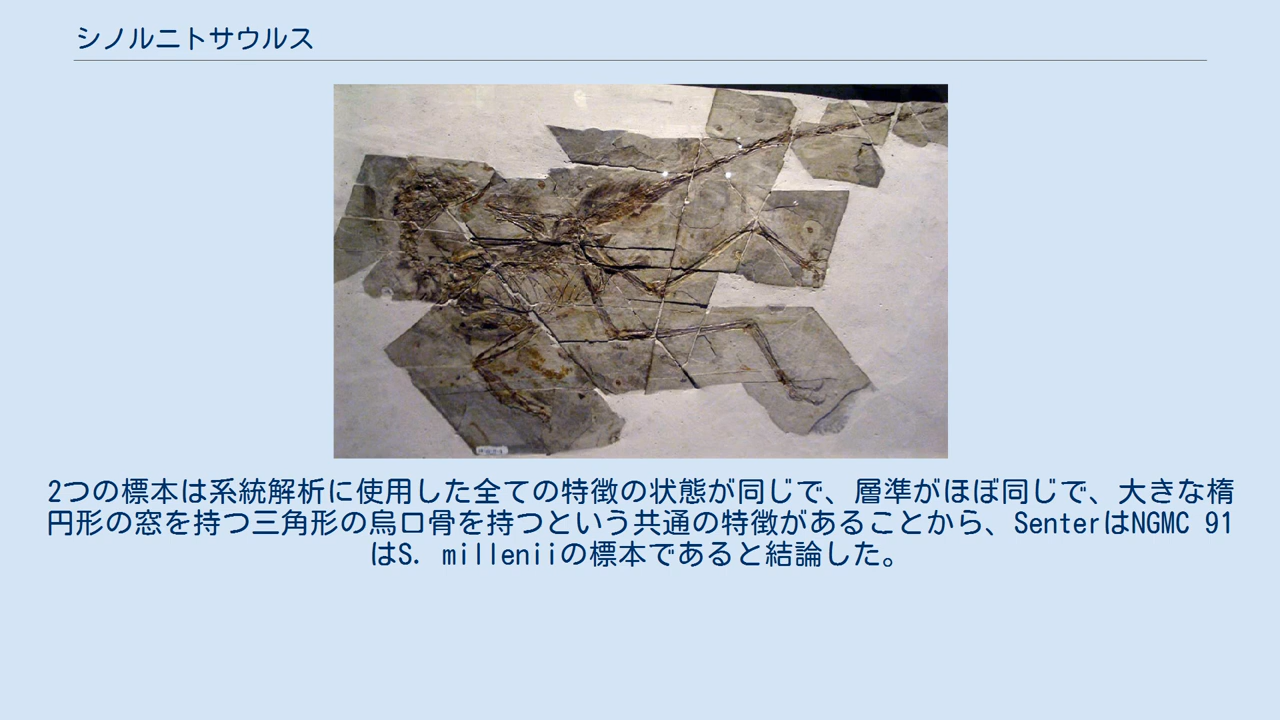 シノルニトサウルス
2つの標本は系統解析に使用した全ての特徴の状態が同じで、層準がほぼ同じで、大きな楕
円形の窓を持つ三角形の烏口骨を持つという共通の特徴があることから、SenterはNGMC 91
はS. milleniiの標本であると結論した。